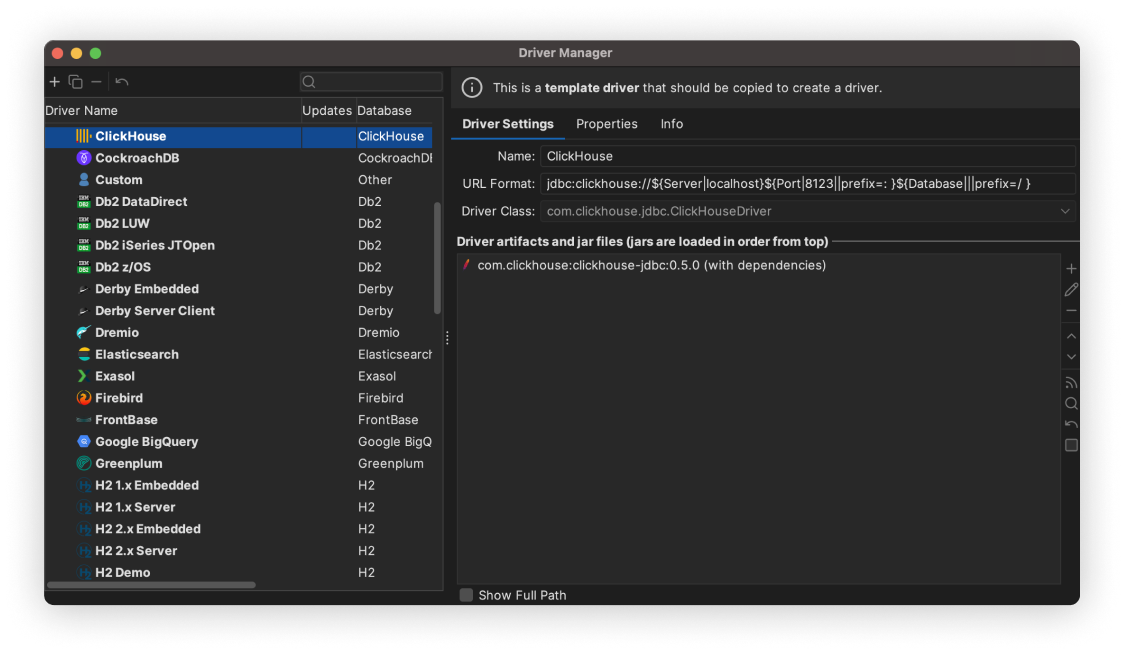 Driver Manager
This is a template driver that should be copied to create a driver.
Driver Name Updates Database
ClickHouse ClickHouse
CockroachDB CockroachDE
Custom Other
Db2 DataDirect Db2
Db2 LUW Db2
Db2 iSeries JTOpen Db2
Db2 z/OS Db2
Derby Embedded Derby
Derby Server Client Derby
Dremio Dremio
Elasticsearch Elasticsearch
Exasol Exasol
Firebird Firebird
FrontBase FrontBase
Google BigQuery Google BigQ
Greenplum Greenplum
H2 1.x Embedded H2
H2 1.x Server H2
H2 2.x Embedded H2
H2 2.x Server H2
H2 Demo H2
Driver Settings Properties Info
Name: ClickHouse
URL Format: jdbc:clickhouse://${Server|localhost}${Port|8123||prefix=: }${Database|||prefix=/ }
Driver Class: com.clickhouse.jdbc.ClickHouseDriver
Driver artifacts and jar files (jars are loaded in order from top)
com.clickhouse:clickhouse-jdbc:0.5.0 (with dependencies)
Show Full Path